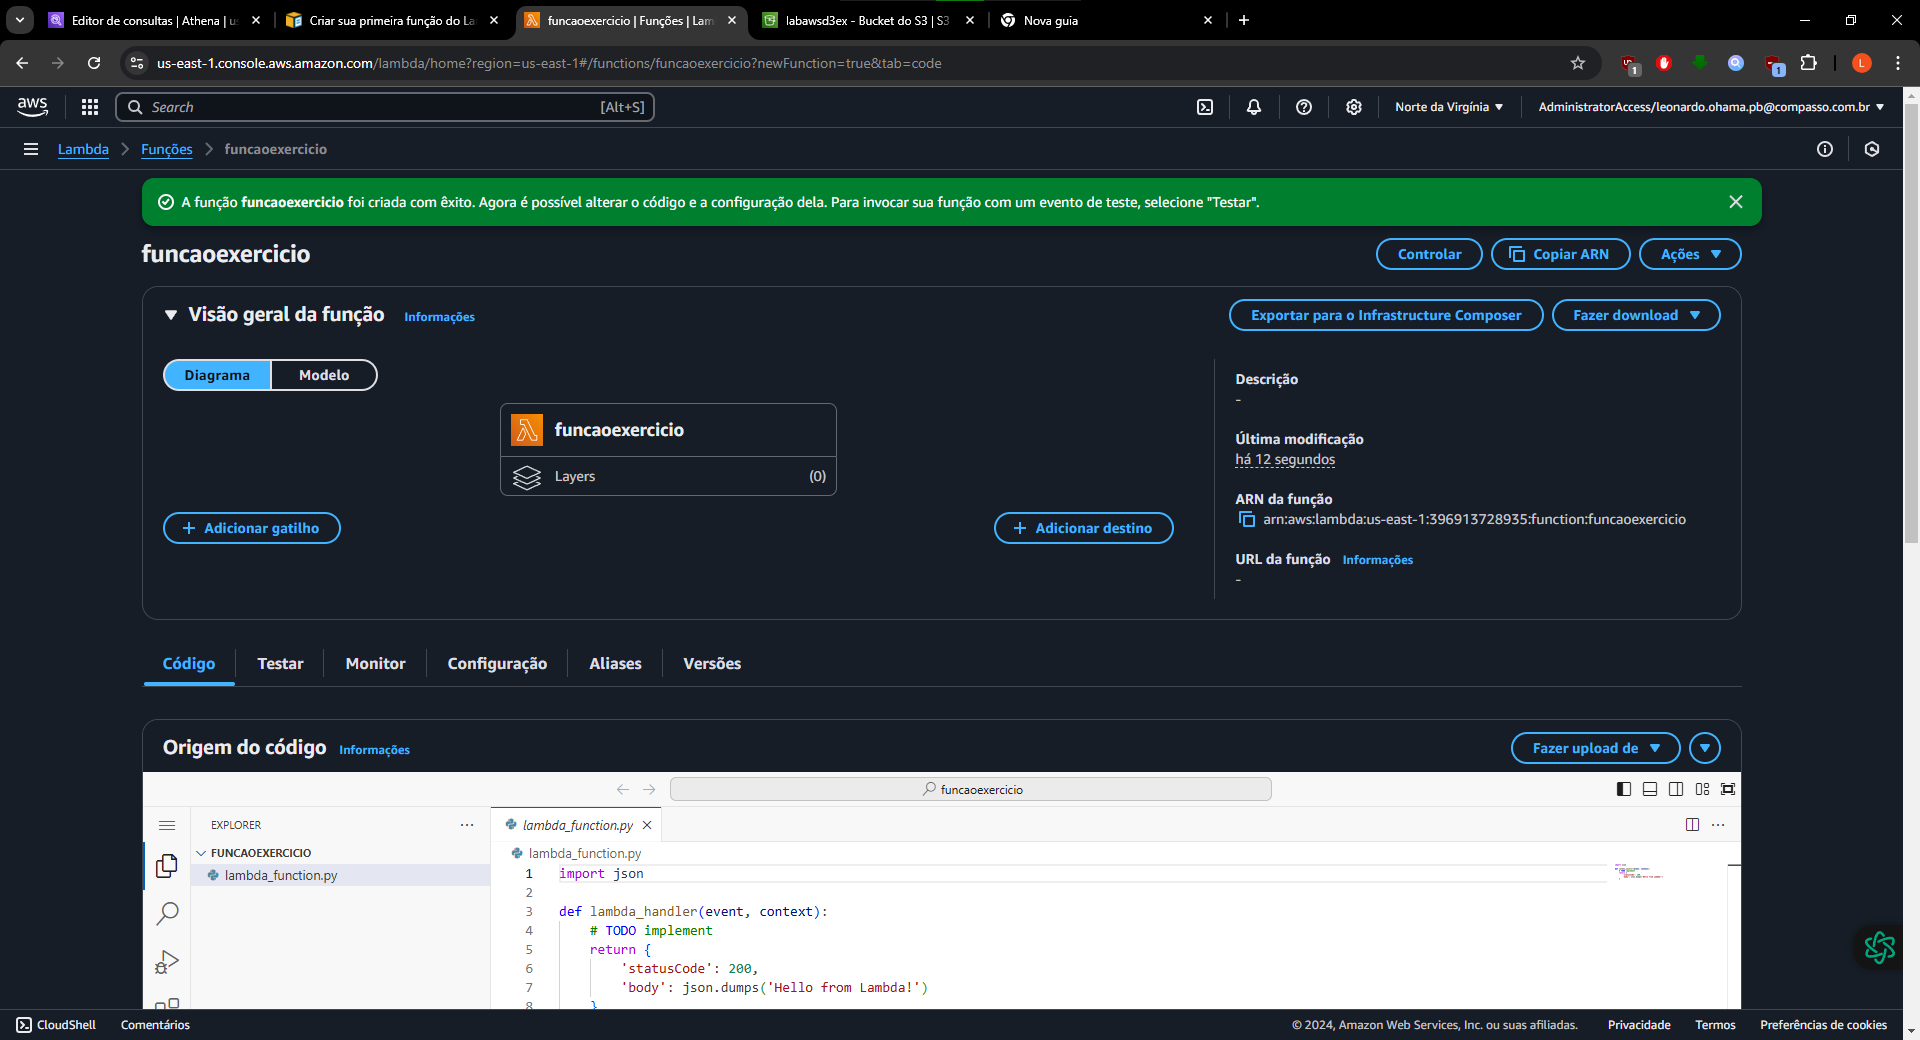 Editor de consultas | Athena | us
Criar sua primeira função do La
funcaoexercicio | Funções | Lam
labawsd3ex - Bucket do S3 | S3
Nova guia
us-east-1.console.aws.amazon.com/lambda/home?region=us-east-1#/functions/funcaoexercicio?newFunction=true&tab=code
1
1
L
aws
Search
[Alt+S]
Norte da Virgínia
AdministratorAccess/leonardo.ohama.pb@compasso.com.br
Lambda
Funções
funcaoexercicio
A função funcaoexercicio foi criada com êxito. Agora é possível alterar o código e a configuração dela. Para invocar sua função com um evento de teste, selecione "Testar".
funcaoexercicio
Controlar
Copiar ARN
Ações
Visão geral da função
Informações
Exportar para o Infrastructure Composer
Fazer download
Diagrama
Modelo
funcaoexercicio
Layers
(0)
Adicionar gatilho
Adicionar destino
Descrição
-
Última modificação
há 12 segundos
ARN da função
arn:aws:lambda:us-east-1:396913728935:function:funcaoexercicio
URL da função
Informações
-
Código
Testar
Monitor
Configuração
Aliases
Versões
Origem do código
Informações
Fazer upload de
funcaoexercicio
EXPLORER
FUNCAOEXERCICIO
lambda_function.py
lambda_function.py
lambda_function.py
1 import json
2
3 def lambda_handler(event, context):
4 # TODO implement
5 return {
6 'statusCode': 200,
7 'body': json.dumps('Hello from Lambda!')
8 }
CloudShell
Comentários
© 2024, Amazon Web Services, Inc. ou suas afiliadas.
Privacidade
Termos
Preferências de cookies